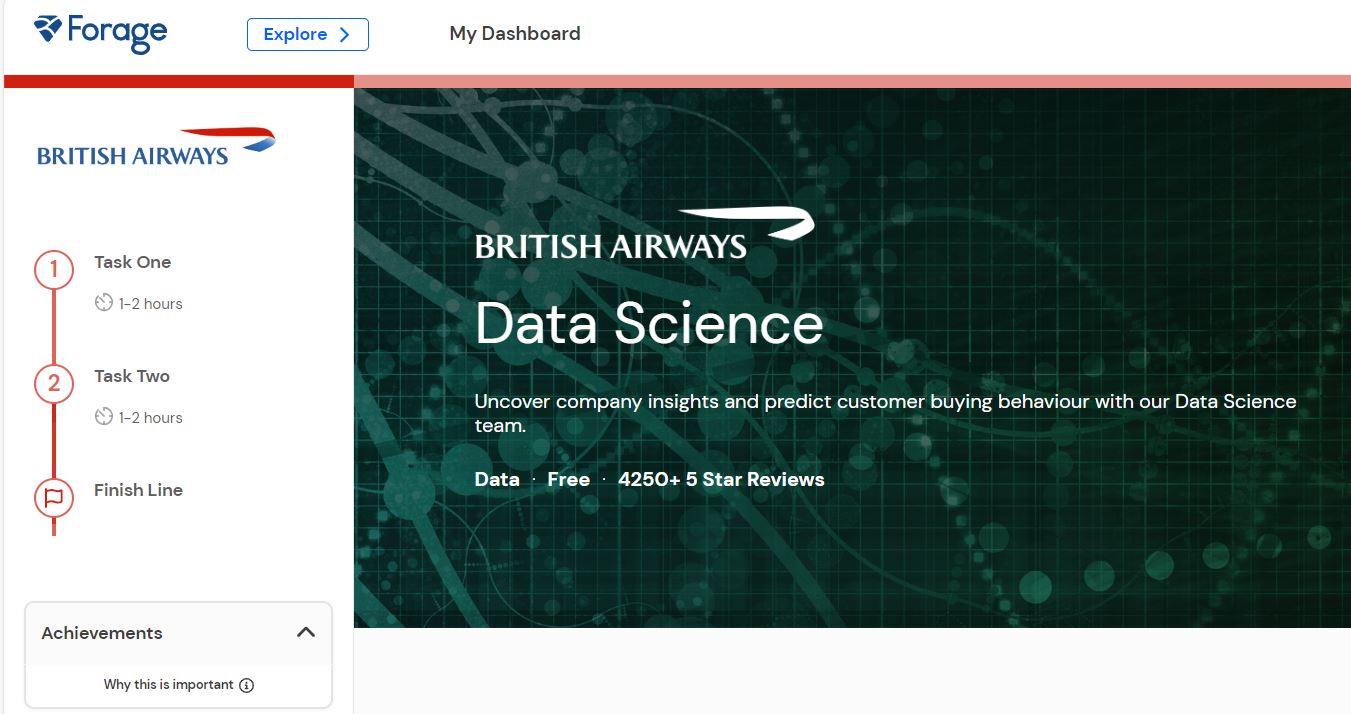 Forage
Explore
My Dashboard
BRITISH AIRWAYS
1
Task One
1-2 hours
2
Task Two
1-2 hours
Finish Line
Achievements
Why this is important
BRITISH AIRWAYS
Data Science
Uncover company insights and predict customer buying behaviour with our Data Science
team.
Data · Free · 4250+ 5 Star Reviews